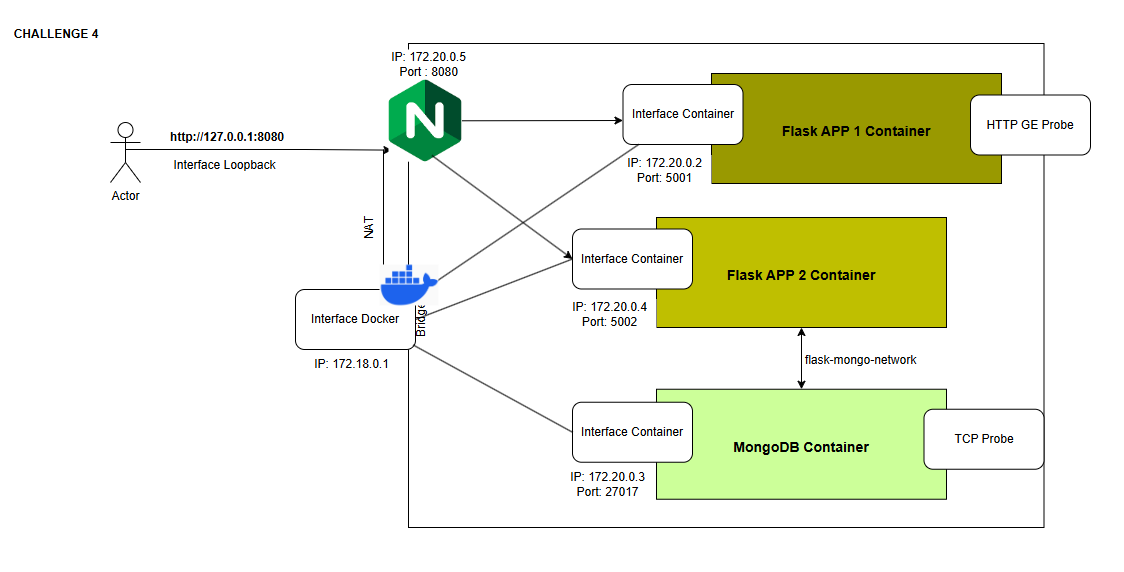 CHALLENGE 4
IP: 172.20.0.5
Port : 8080
N
http://127.0.0.1:8080
Interface Loopback
Actor
NAT
Interface Container
Flask APP 1 Container
HTTP GE Probe
IP: 172.20.0.2
Port: 5001
Interface Container
Flask APP 2 Container
IP: 172.20.0.4
Port: 5002
Interface Docker
Bridge
IP: 172.18.0.1
flask-mongo-network
Interface Container
MongoDB Container
TCP Probe
IP: 172.20.0.3
Port: 27017